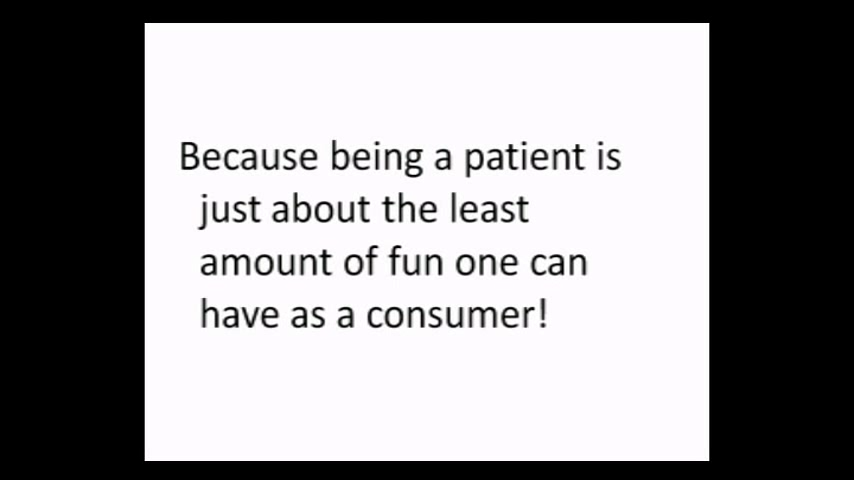 Because being a patient is
just about the least
amount of fun one can
have as a consumer!